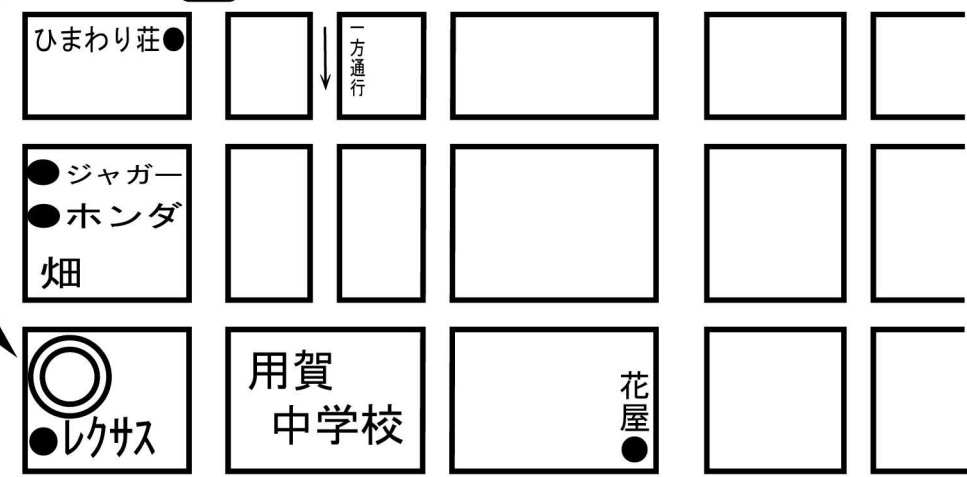 ひまわり荘
一方通行
ジャガー
ホンダ
畑
レクサス
用賀
中学校
花屋